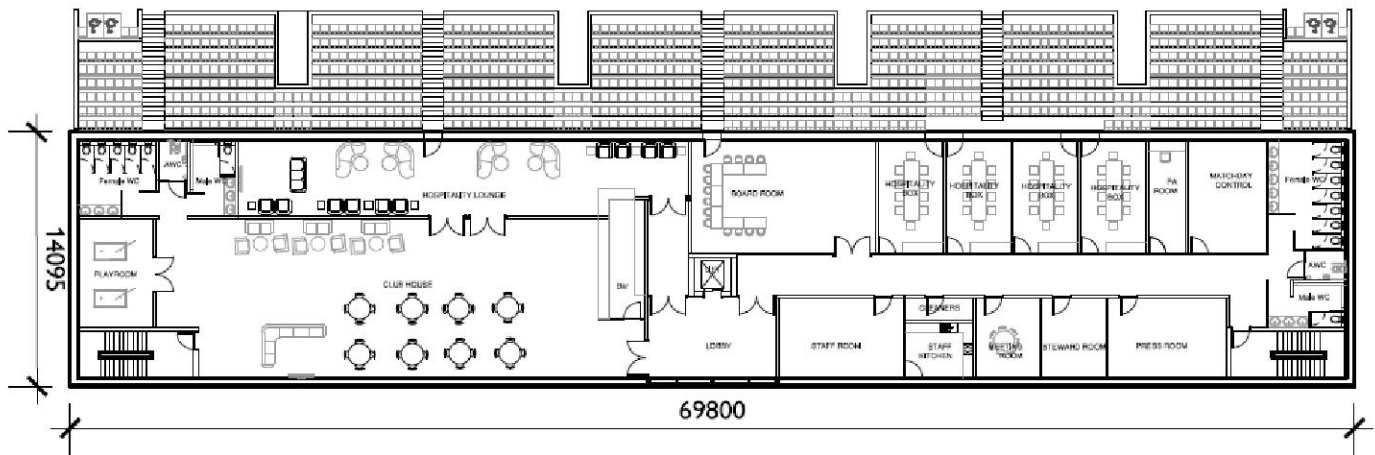 Female WC
AWC
Male WC
HOSPITALITY LOUNGE
BOARD ROOM
HOSPITALITY
BOX
HOSPITALITY
BOX
HOSPITALITY
BOX
HOSPITALITY
BOX
PA
ROOM
MATCHDAY
CONTROL
Female WC
AWC
Male WC
PLAYROOM
CLUB HOUSE
Bar
LIFT
CLEANERS
LOBBY
STAFF ROOM
STAFF
KITCHEN
MEETING
ROOM
STEWARD ROOM
PRESS ROOM
14095
69800